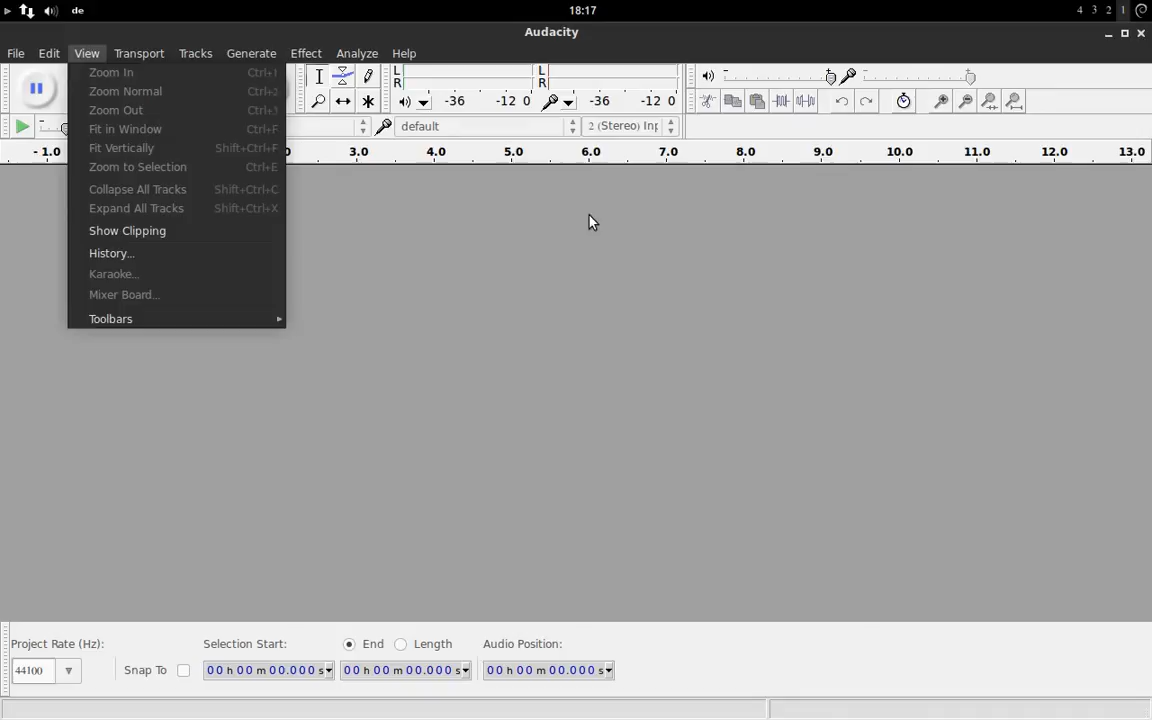 de
18:17
4 3 2 1
Audacity
File Edit View Transport Tracks Generate Effect Analyze Help
Zoom In Ctrl+1
Zoom Normal Ctrl+2
Zoom Out Ctrl+3
Fit in Window Ctrl+F
Fit Vertically Shift+Ctrl+F
Zoom to Selection Ctrl+E
Collapse All Tracks Shift+Ctrl+C
Expand All Tracks Shift+Ctrl+X
Show Clipping
History...
Karaoke...
Mixer Board...
Toolbars
L
R
L
R
-36 -12 0
-36 -12 0
default
2 (Stereo) Inp
- 1.0 0 3.0 4.0 5.0 6.0 7.0 8.0 9.0 10.0 11.0 12.0 13.0
Project Rate (Hz): Selection Start: End Length Audio Position:
44100 Snap To 00 h 00 m 00.000 s 00 h 00 m 00.000 s 00 h 00 m 00.000 s